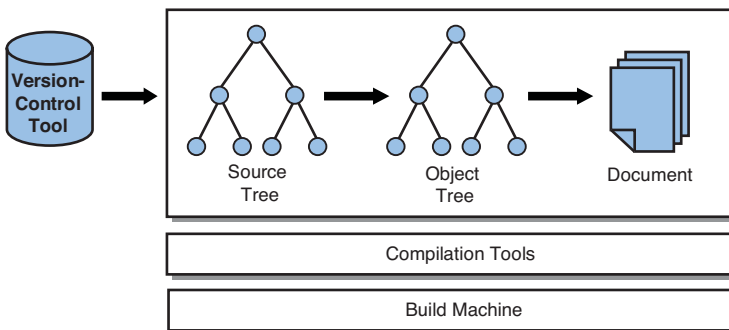 Version-
Control
Tool
Source
Tree
Object
Tree
Document
Compilation Tools
Build Machine